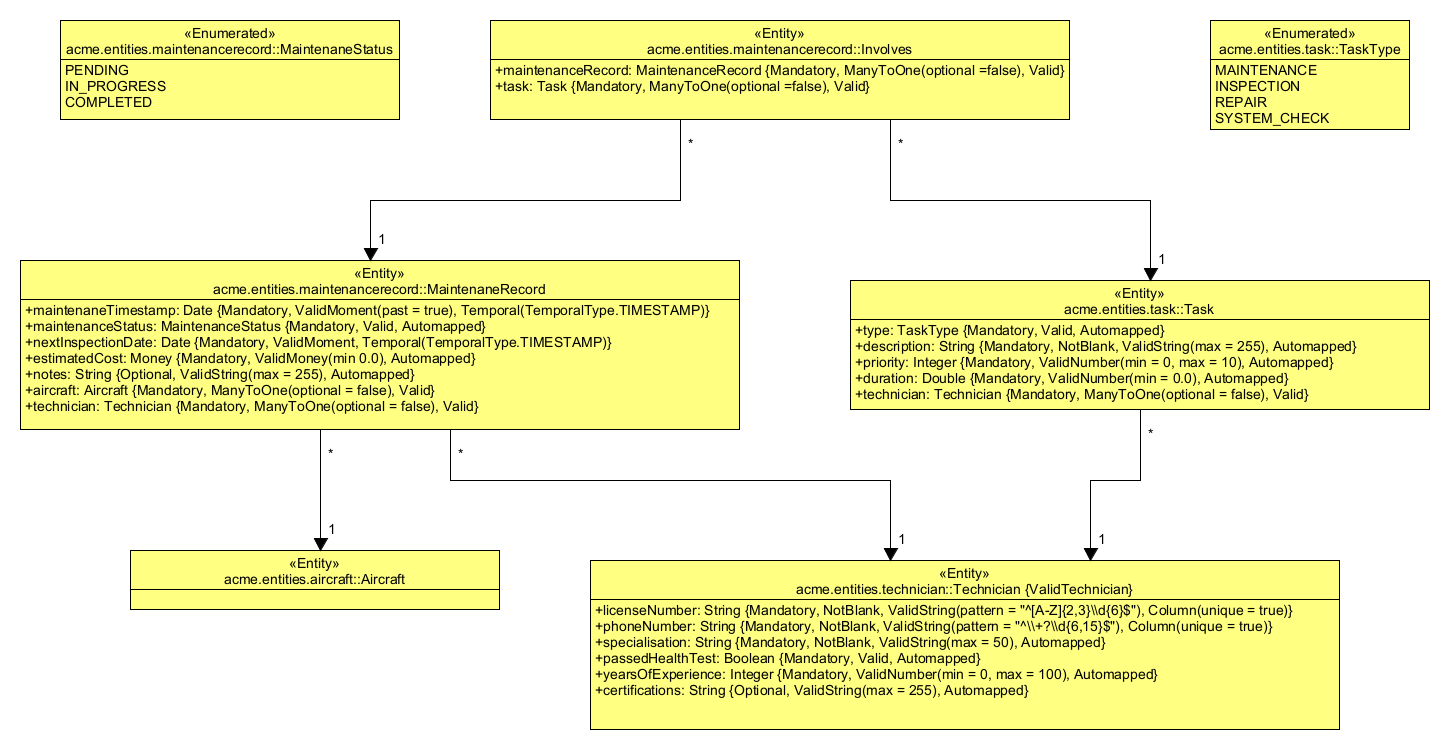 «Enumerated»
acme.entities.maintenancerecord::MaintenaneStatus
PENDING
IN_PROGRESS
COMPLETED
«Entity»
acme.entities.maintenancerecord::Involves
+maintenanceRecord: MaintenanceRecord {Mandatory, ManyToOne(optional =false), Valid}
+task: Task {Mandatory, ManyToOne(optional =false), Valid}
«Enumerated»
acme.entities.task::TaskType
MAINTENANCE
INSPECTION
REPAIR
SYSTEM_CHECK
*
*
1
1
«Entity»
acme.entities.maintenancerecord::MaintenaneRecord
+maintenaneTimestamp: Date {Mandatory, ValidMoment(past = true), Temporal(TemporalType.TIMESTAMP)}
+maintenanceStatus: MaintenanceStatus {Mandatory, Valid, Automapped}
+nextInspectionDate: Date {Mandatory, ValidMoment, Temporal(TemporalType.TIMESTAMP)}
+estimatedCost: Money {Mandatory, ValidMoney(min 0.0), Automapped}
+notes: String {Optional, ValidString(max = 255), Automapped}
+aircraft: Aircraft {Mandatory, ManyToOne(optional = false), Valid}
+technician: Technician {Mandatory, ManyToOne(optional = false), Valid}
«Entity»
acme.entities.task::Task
+type: TaskType {Mandatory, Valid, Automapped}
+description: String {Mandatory, NotBlank, ValidString(max = 255), Automapped}
+priority: Integer {Mandatory, ValidNumber(min = 0, max = 10), Automapped}
+duration: Double {Mandatory, ValidNumber(min = 0.0), Automapped}
+technician: Technician {Mandatory, ManyToOne(optional = false), Valid}
*
*
*
1
1
1
«Entity»
acme.entities.aircraft::Aircraft
«Entity»
acme.entities.technician::Technician {ValidTechnician}
+licenseNumber: String {Mandatory, NotBlank, ValidString(pattern = "^[A-Z]{2,3}\\d{6}$"), Column(unique = true)}
+phoneNumber: String {Mandatory, NotBlank, ValidString(pattern = "^\\+?\\d{6,15}$"), Column(unique = true)}
+specialisation: String {Mandatory, NotBlank, ValidString(max = 50), Automapped}
+passedHealthTest: Boolean {Mandatory, Valid, Automapped}
+yearsOfExperience: Integer {Mandatory, ValidNumber(min = 0, max = 100), Automapped}
+certifications: String {Optional, ValidString(max = 255), Automapped}